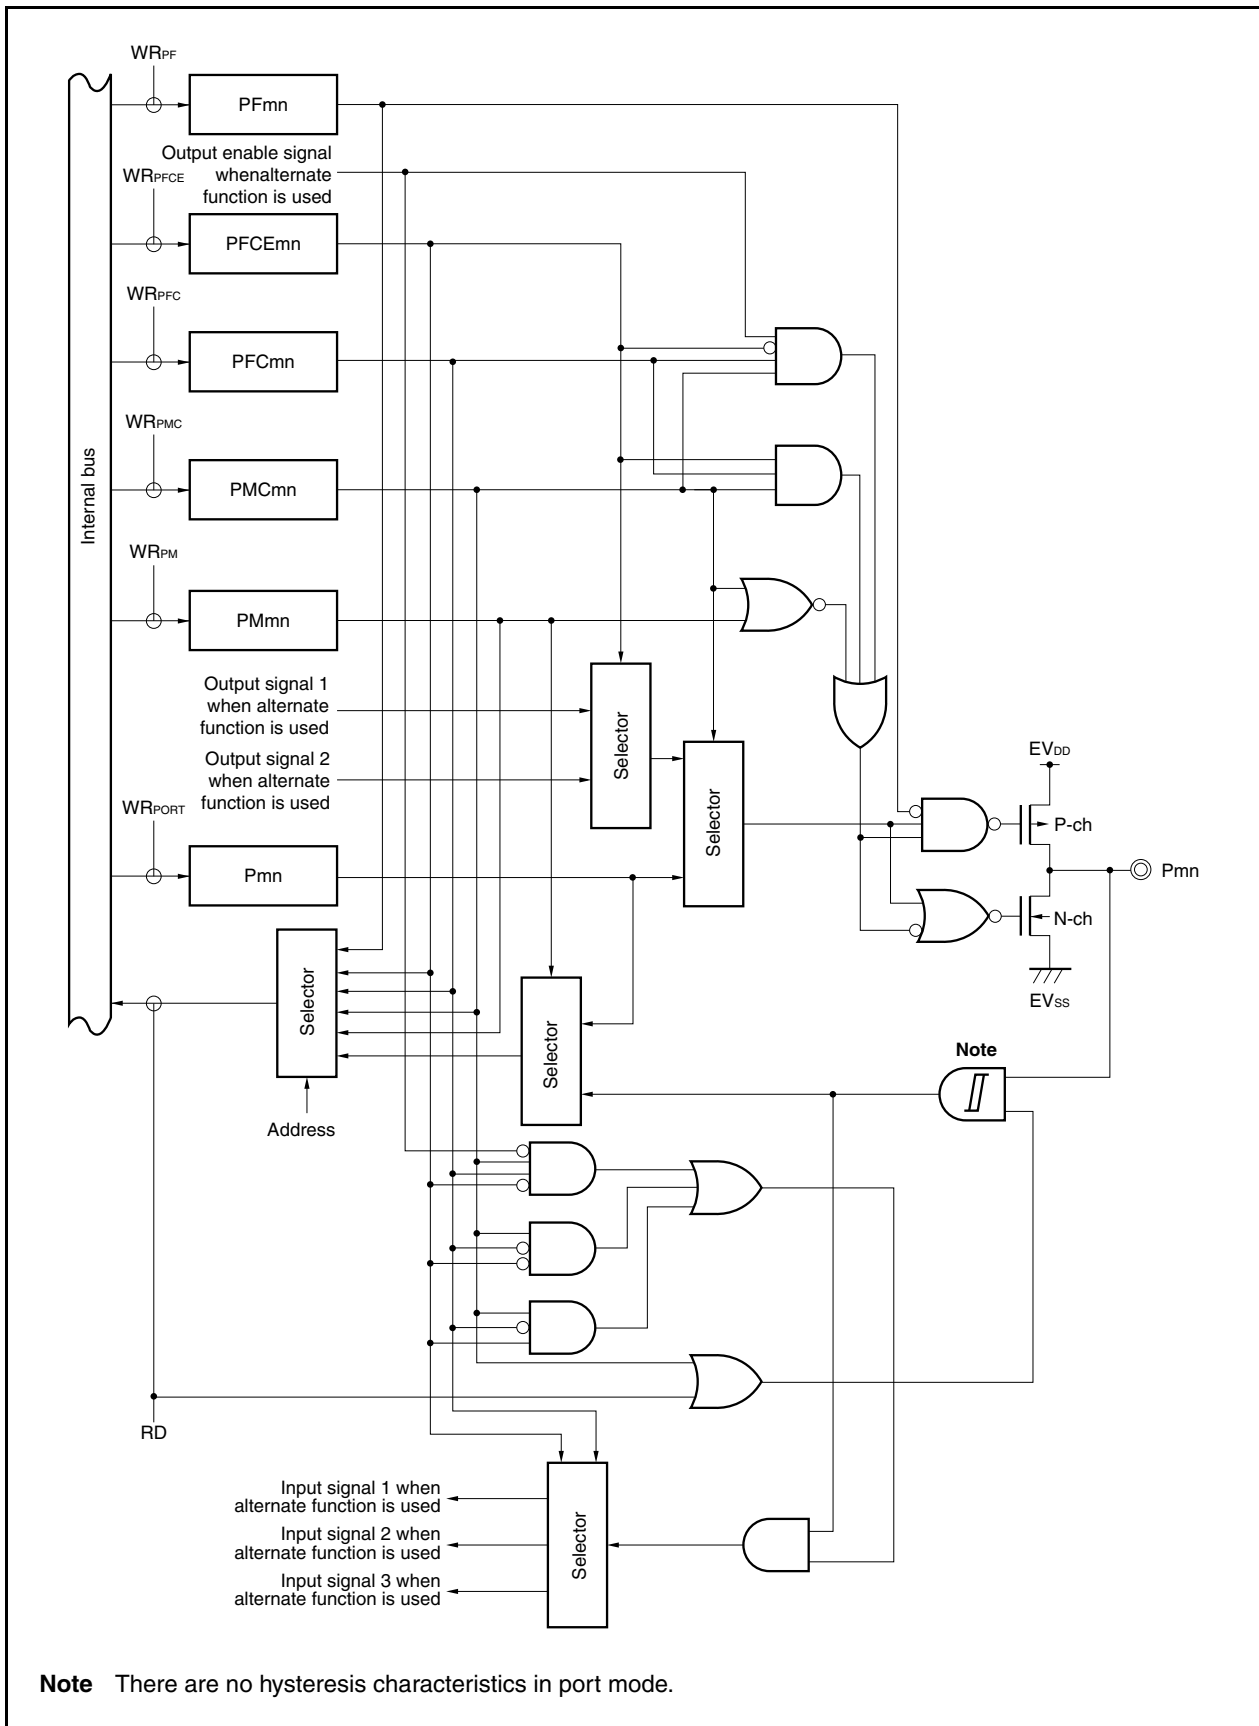 WRPF
PFmn
Output enable signal
whenalternate
function is used
WRPFCE
PFCEmn
WRPFC
PFCmn
WRPMC
PMCmn
Internal bus
WRPM
PMmn
Output signal 1
when alternate
function is used
Output signal 2
when alternate
function is used
Selector
Selector
WRPORT
Pmn
EVDD
P-ch
Pmn
N-ch
EVSS
Selector
Selector
Note
Address
RD
Input signal 1 when
alternate function is used
Input signal 2 when
alternate function is used
Input signal 3 when
alternate function is used
Selector
Note There are no hysteresis characteristics in port mode.